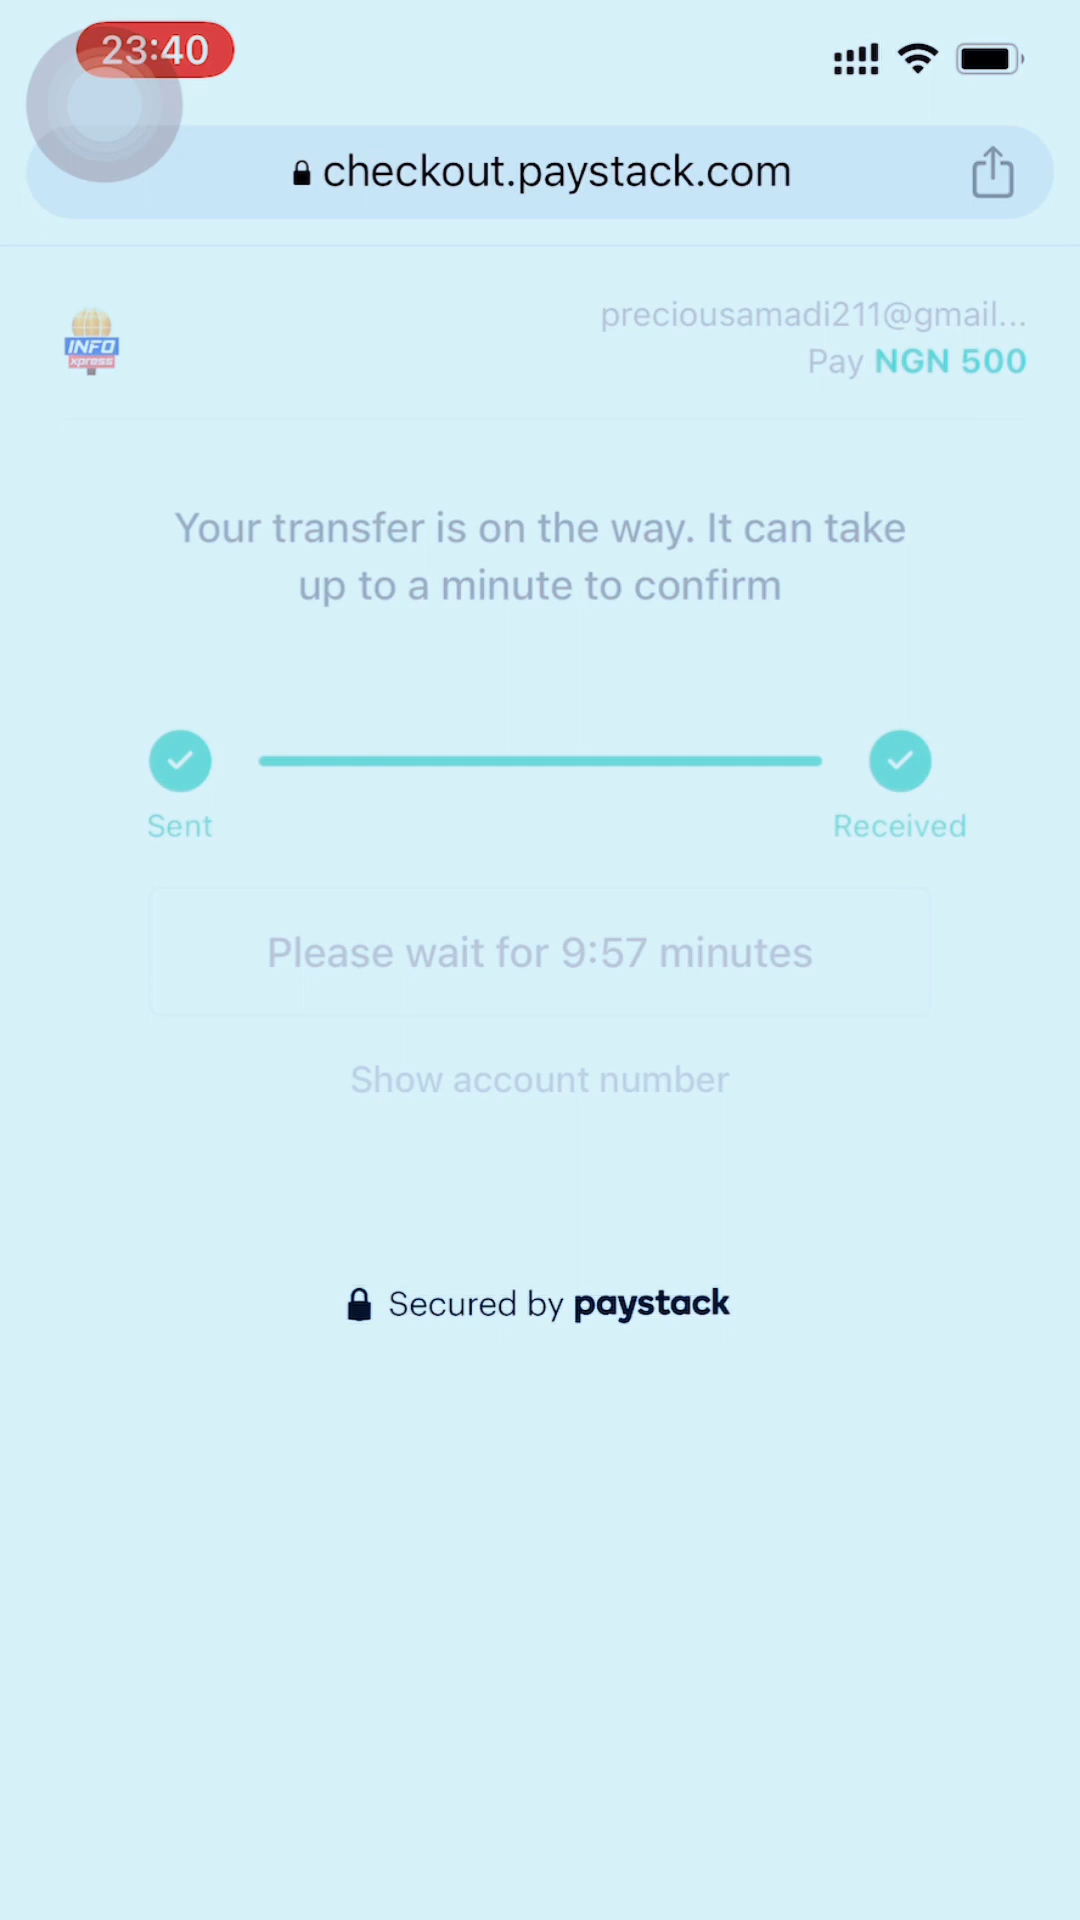 23:40
checkout.paystack.com
INFO
xpress
preciousamadi211@gmail...
Pay NGN 500
Your transfer is on the way. It can take
up to a minute to confirm
Sent
Received
Please wait for 9:57 minutes
Show account number
Secured by paystack